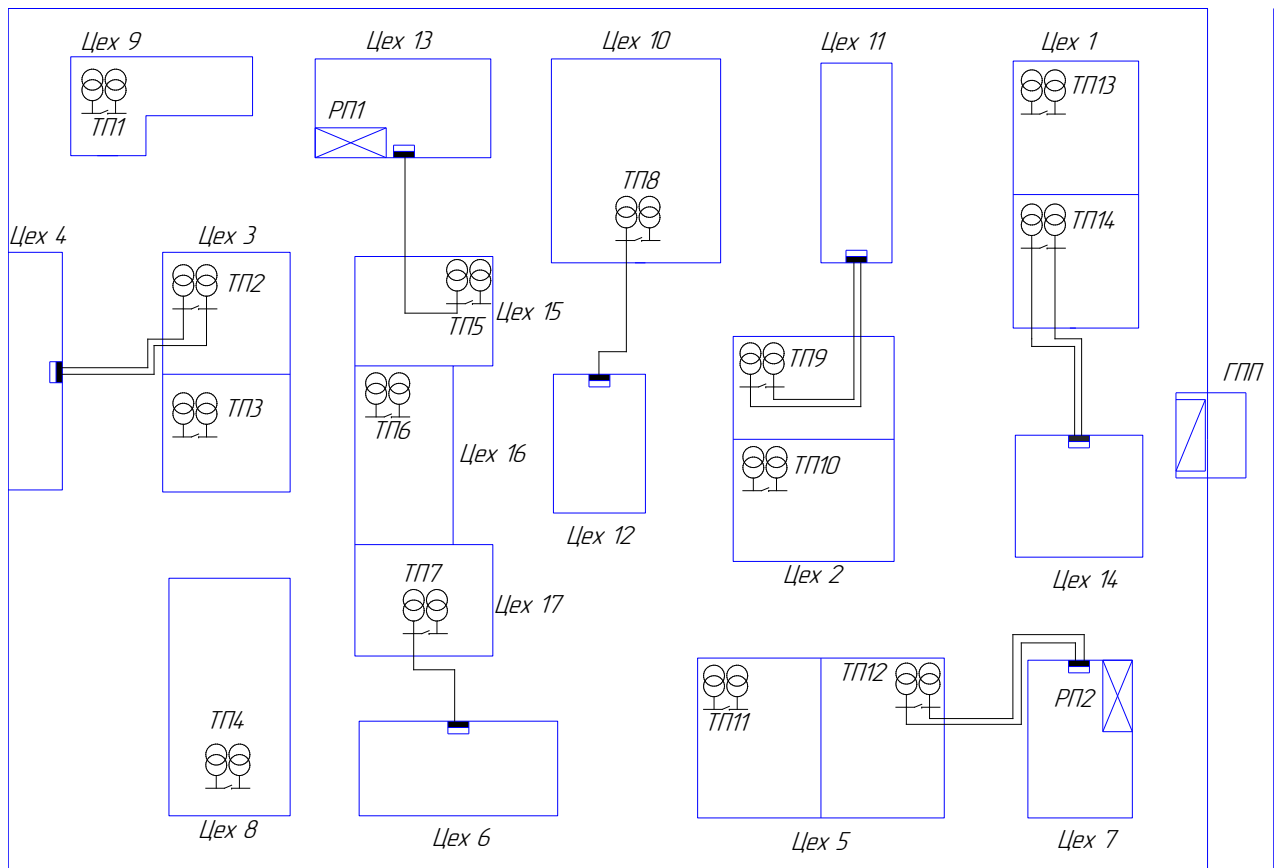 Цех 9
Цех 13
Цех 10
Цех 11
Цех 1
ТП1
РП1
ТП8
ТП13
ТП14
Цех 4
Цех 3
ТП2
ТП5
Цех 15
ТП9
ГПП
ТП3
ТП6
Цех 16
ТП10
Цех 12
Цех 2
Цех 14
ТП7
Цех 17
ТП12
ТП11
РП2
ТП4
Цех 8
Цех 6
Цех 5
Цех 7